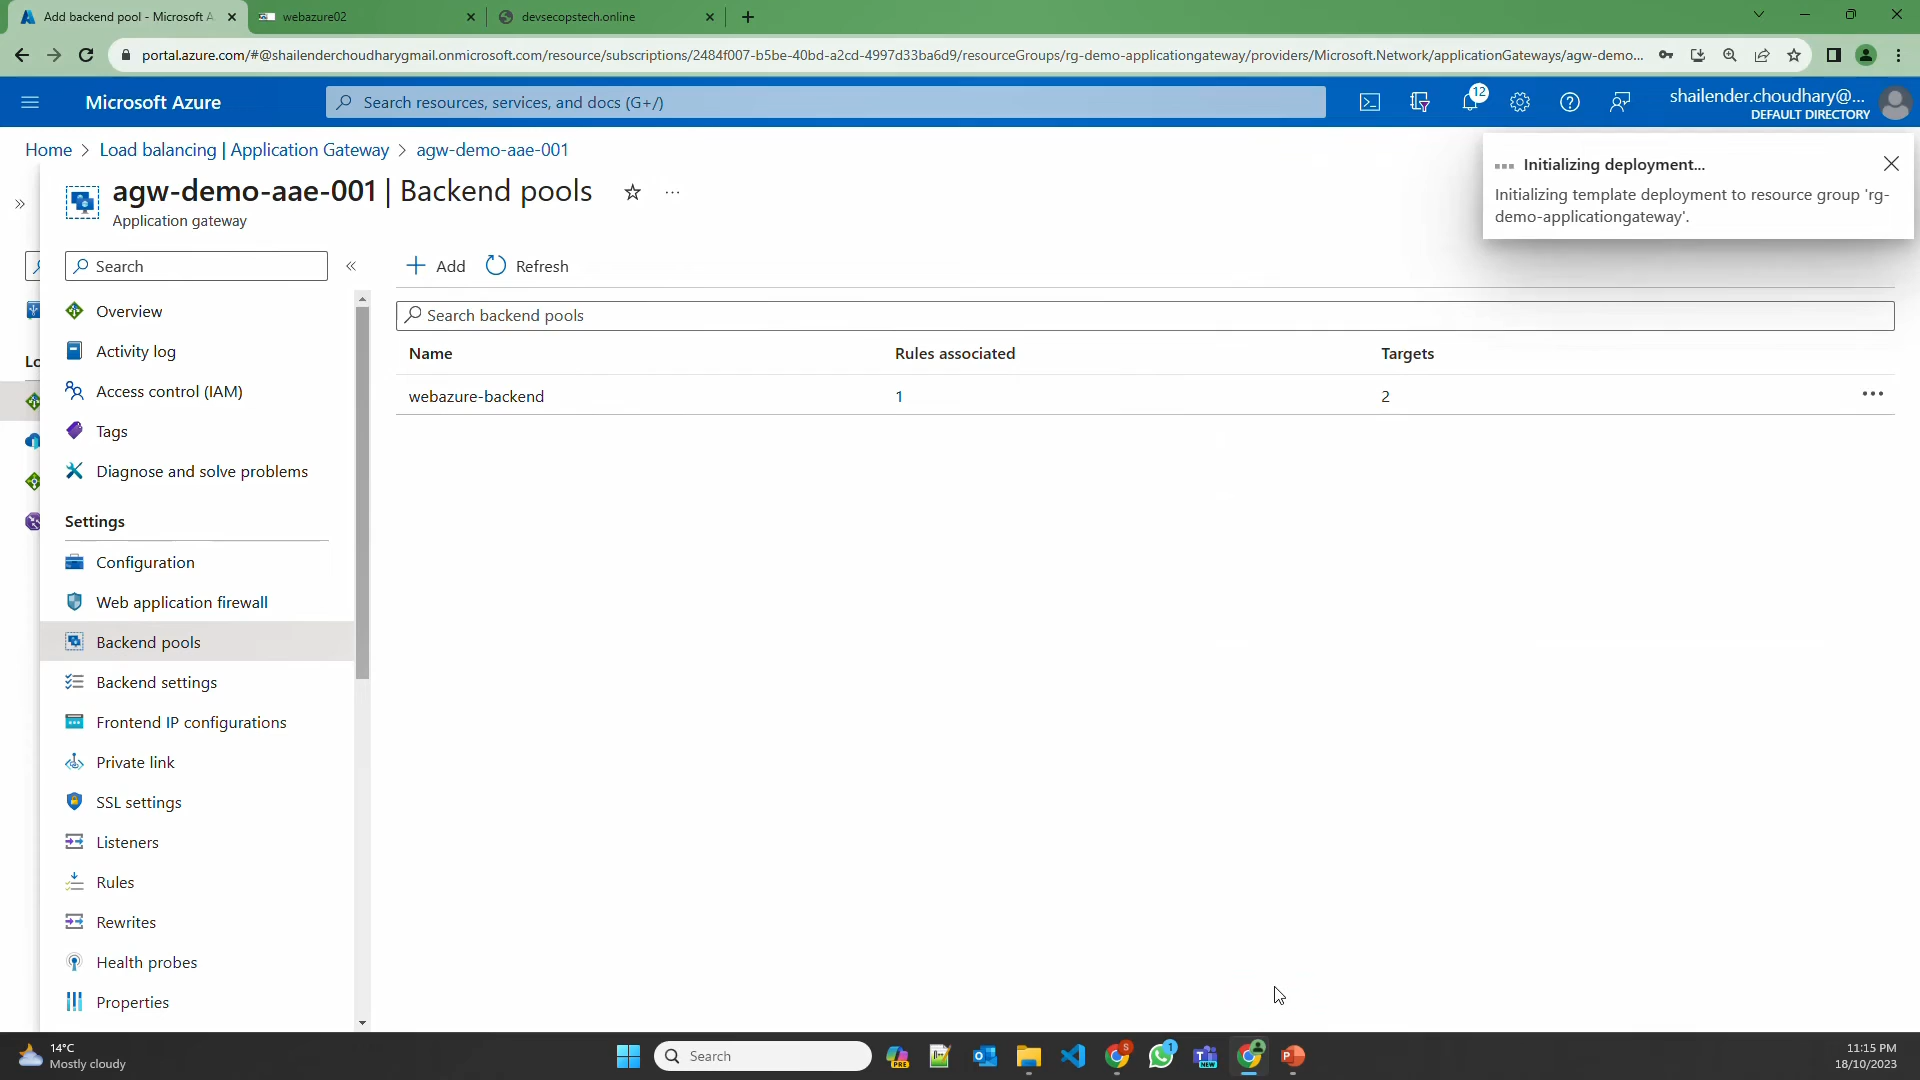 Add backend pool - Microsoft A
webazure02
devsecopstech.online
portal.azure.com/#@shailenderchoudharygmail.onmicrosoft.com/resource/subscriptions/2484f007-b5be-40bd-a2cd-4997d33ba6d9/resourceGroups/rg-demo-applicationgateway/providers/Microsoft.Network/applicationGateways/agw-demo...
Microsoft Azure
Search resources, services, and docs (G+/)
12
shailender.choudhary@...
DEFAULT DIRECTORY
Home > Load balancing | Application Gateway > agw-demo-aae-001
Initializing deployment...
Initializing template deployment to resource group 'rg-
demo-applicationgateway'.
agw-demo-aae-001 | Backend pools
Application gateway
Search
Add
Refresh
Search backend pools
Name Rules associated Targets
webazure-backend 1 2
Lo
Overview
Activity log
Access control (IAM)
Tags
Diagnose and solve problems
Settings
Configuration
Web application firewall
Backend pools
Backend settings
Frontend IP configurations
Private link
SSL settings
Listeners
Rules
Rewrites
Health probes
Properties
14°C
Mostly cloudy
Search
PRE
S
1
NEW
11:15 PM
18/10/2023